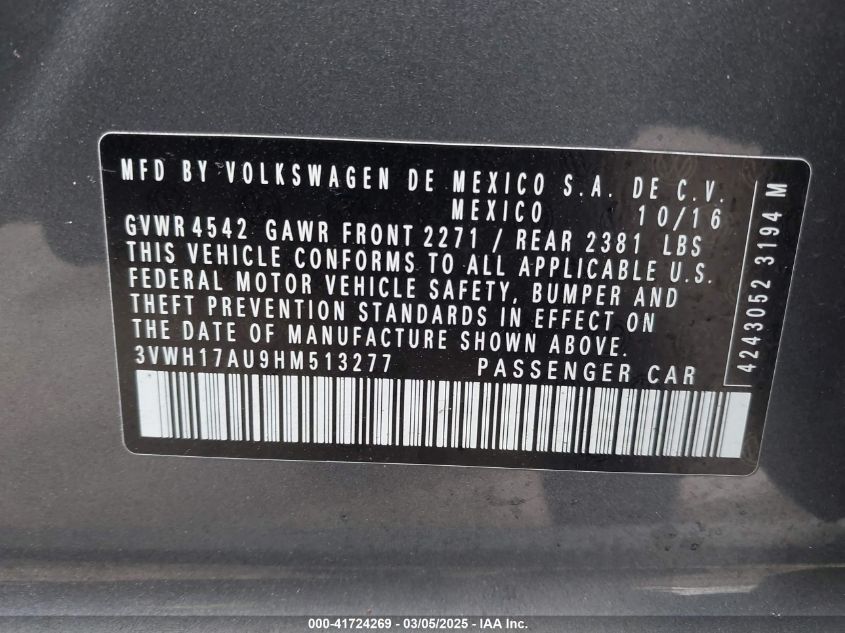 MFD BY VOLKSWAGEN DE MEXICO S.A. DE C.V.
MEXICO 10/16
GVWR 4542 GAWR FRONT 2271 / REAR 2381 LBS
THIS VEHICLE CONFORMS TO ALL APPLICABLE U.S.
FEDERAL MOTOR VEHICLE SAFETY, BUMPER AND
THEFT PREVENTION STANDARDS IN EFFECT ON
THE DATE OF MANUFACTURE SHOWN ABOVE.
3VWH17AU9HM513277 PASSENGER CAR
4243052 3194 M
000-41724269 - 03/05/2025 - IAA Inc.